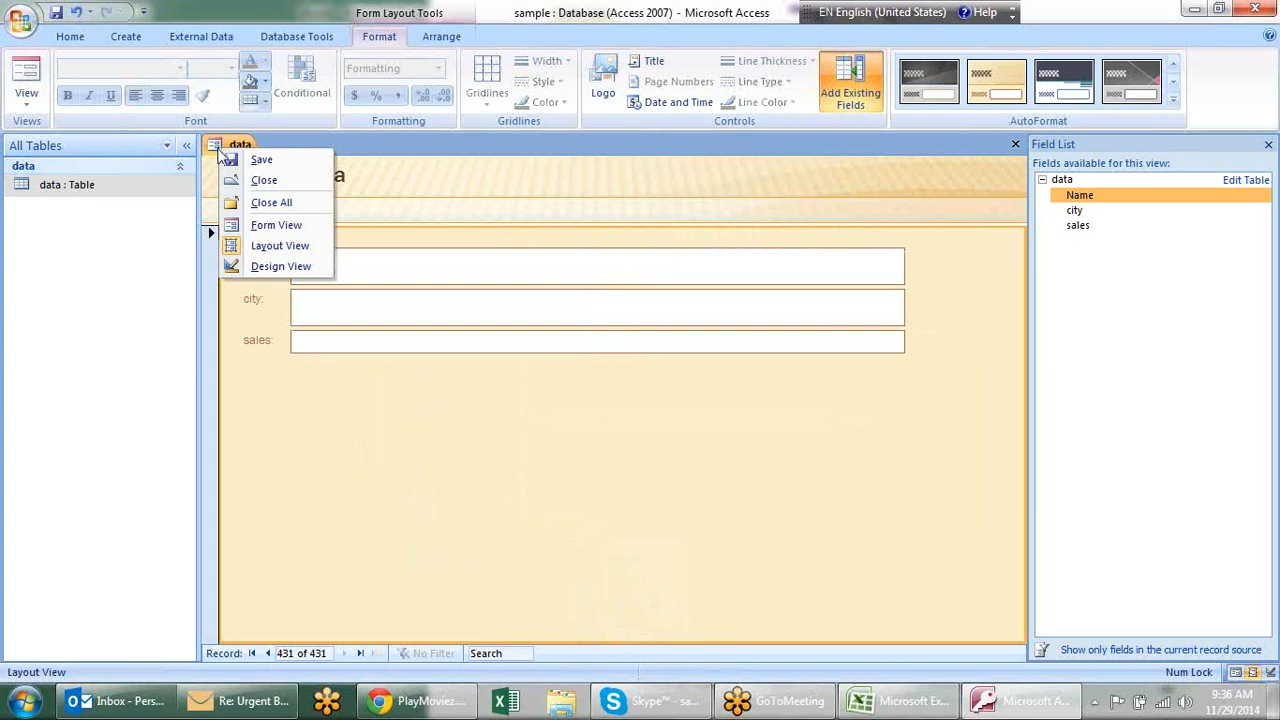 Form Layout Tools
sample : Database (Access 2007) - Microsoft Access
EN English (United States)
Help
Home
Create
External Data
Database Tools
Format
Arrange
View
Views
B
I
U
A
Font
Conditional
Formatting
$
%
,
Formatting
Gridlines
Width
Style
Color
Gridlines
Logo
Title
Page Numbers
Date and Time
Line Thickness
Line Type
Line Color
Add Existing
Fields
Controls
AutoFormat
All Tables
data
data : Table
data
Save
Close
Close All
Form View
Layout View
Design View
a
city:
sales:
Field List
Fields available for this view:
data
Edit Table
Name
city
sales
Show only fields in the current record source
Record:
431 of 431
No Filter
Search
Layout View
Num Lock
Inbox - Pers...
Re: Urgent B...
PlayMoviez....
Skype™ - sa...
GoToMeeting
Microsoft Ex...
Microsoft A...
9:36 AM
11/29/2014